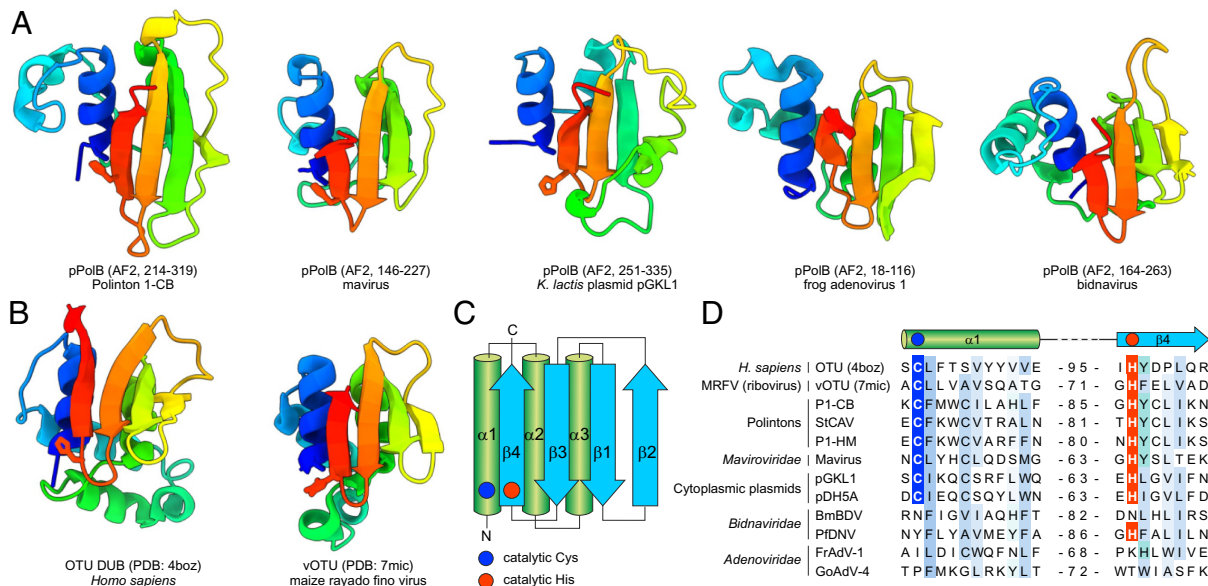 A
pPolB (AF2, 214-319)
Polinton 1-CB
pPolB (AF2, 146-227)
mavirus
pPolB (AF2, 251-335)
K. lactis plasmid pGKL1
pPolB (AF2, 18-116)
frog adenovirus 1
pPolB (AF2, 164-263)
bidnavirus
B
OTU DUB (PDB: 4boz)
Homo sapiens
vOTU (PDB: 7mic)
maize rayado fino virus
C
C
α1 β4 α2 β3 α3 β1 β2
N
catalytic Cys
catalytic His
D
α1 β4
H. sapiens OTU (4boz) S C L F T S V Y Y V V E - 95 - I H Y D P L Q R
MRFV (ribovirus) vOTU (7mic) A C L L V A V S Q A T G - 71 - G H F E L V A D
P1-CB K C F M W C I L A H L F - 85 - G H Y C L I K N
Polintons StCAV E C F K W C V T R A L N - 81 - T H Y C L I K S
P1-HM E C F K W C V A R F F N - 80 - N H Y C L I K S
Maviroviridae Mavirus N C L Y H C L Q D S M G - 63 - G H Y S L T E K
pGKL1 S C I K Q C S R F L W Q - 63 - E H L G V L F D
Cytoplasmic plasmids
pDH5A D C I E Q C S Q Y L W N - 63 - E H I G V L F D
BmBDV R N F I G V I A Q H F T - 82 - D N L H L I R S
Bidnaviridae
PfDNV N Y F L Y A V M E Y F A - 86 - G H F A L I L N
FrAdV-1 A I L D I C W Q F N L F - 68 - P K H L W I V E
Adenoviridae
GoAdV-4 T P F M K G L R K Y L T - 72 - W T W I A S F K